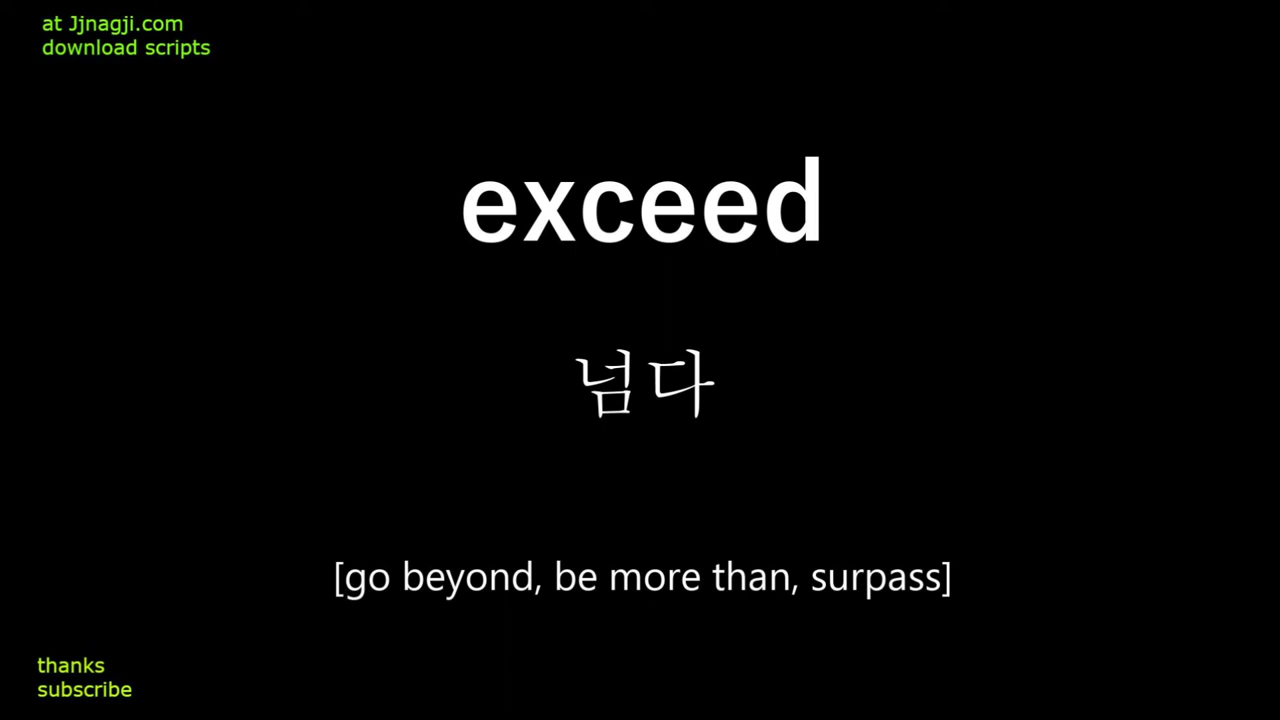 at Jjnagji.com
download scripts
exceed
넘다
[go beyond, be more than, surpass]
thanks
subscribe